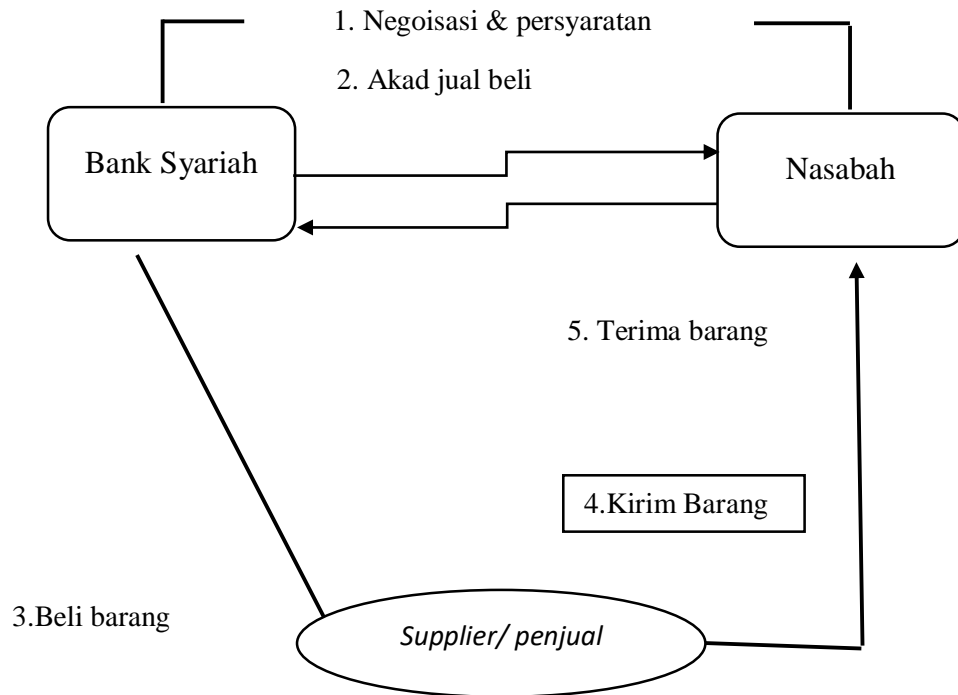 1. Negoisasi & persyaratan
2. Akad jual beli
Bank Syariah
Nasabah
5. Terima barang
4.Kirim Barang
3.Beli barang
Supplier/ penjual